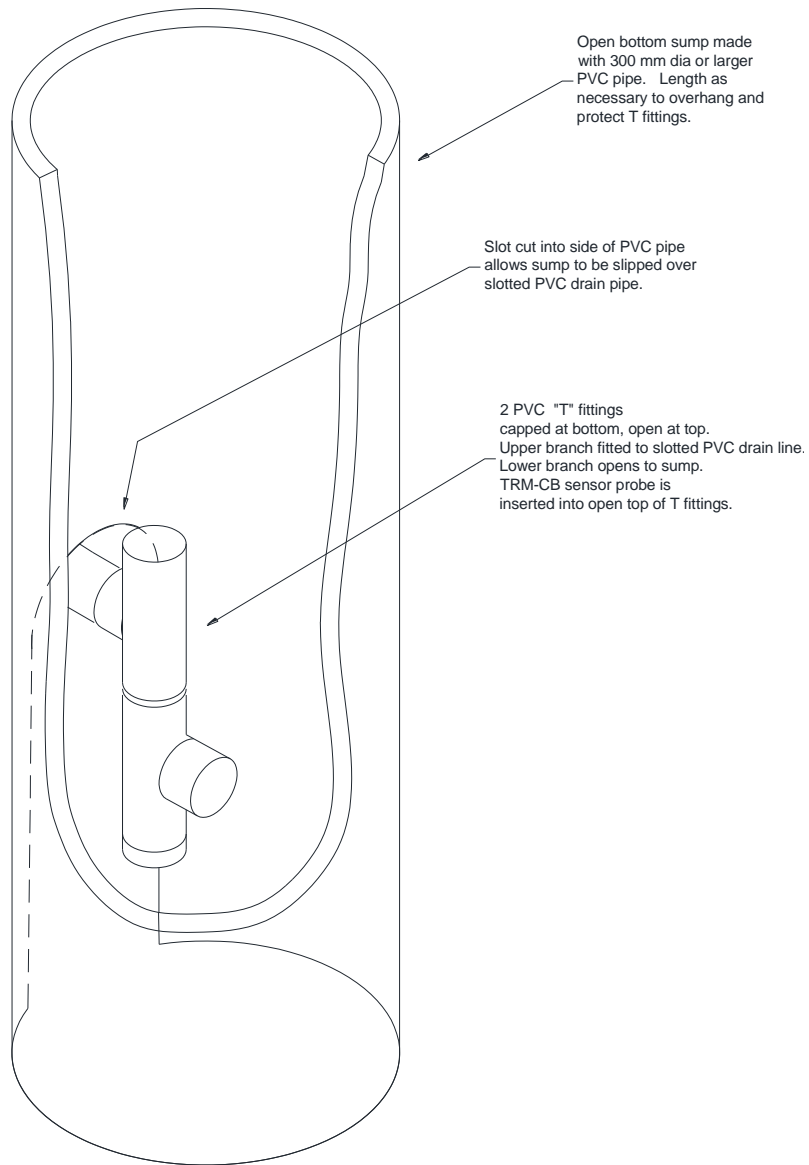 Open bottom sump made
with 300 mm dia or larger
PVC pipe. Length as
necessary to overhang and
protect T fittings.
Slot cut into side of PVC pipe
allows sump to be slipped over
slotted PVC drain pipe.
2 PVC "T" fittings
capped at bottom, open at top.
Upper branch fitted to slotted PVC drain line.
Lower branch opens to sump.
TRM-CB sensor probe is
inserted into open top of T fittings.